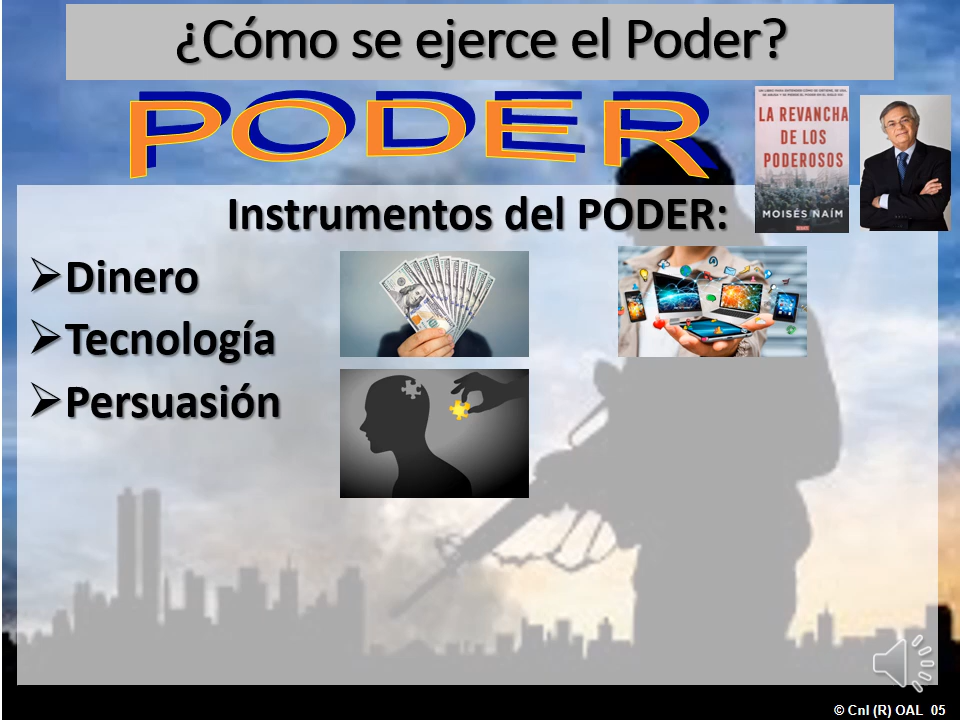 ¿Cómo se ejerce el Poder?
PODER
LA REVANCHA
DE LOS
PODEROSOS
MOISÉS NAÍM
Instrumentos del PODER:
Dinero
Tecnología
Persuasión
© Cnl (R) OAL 05